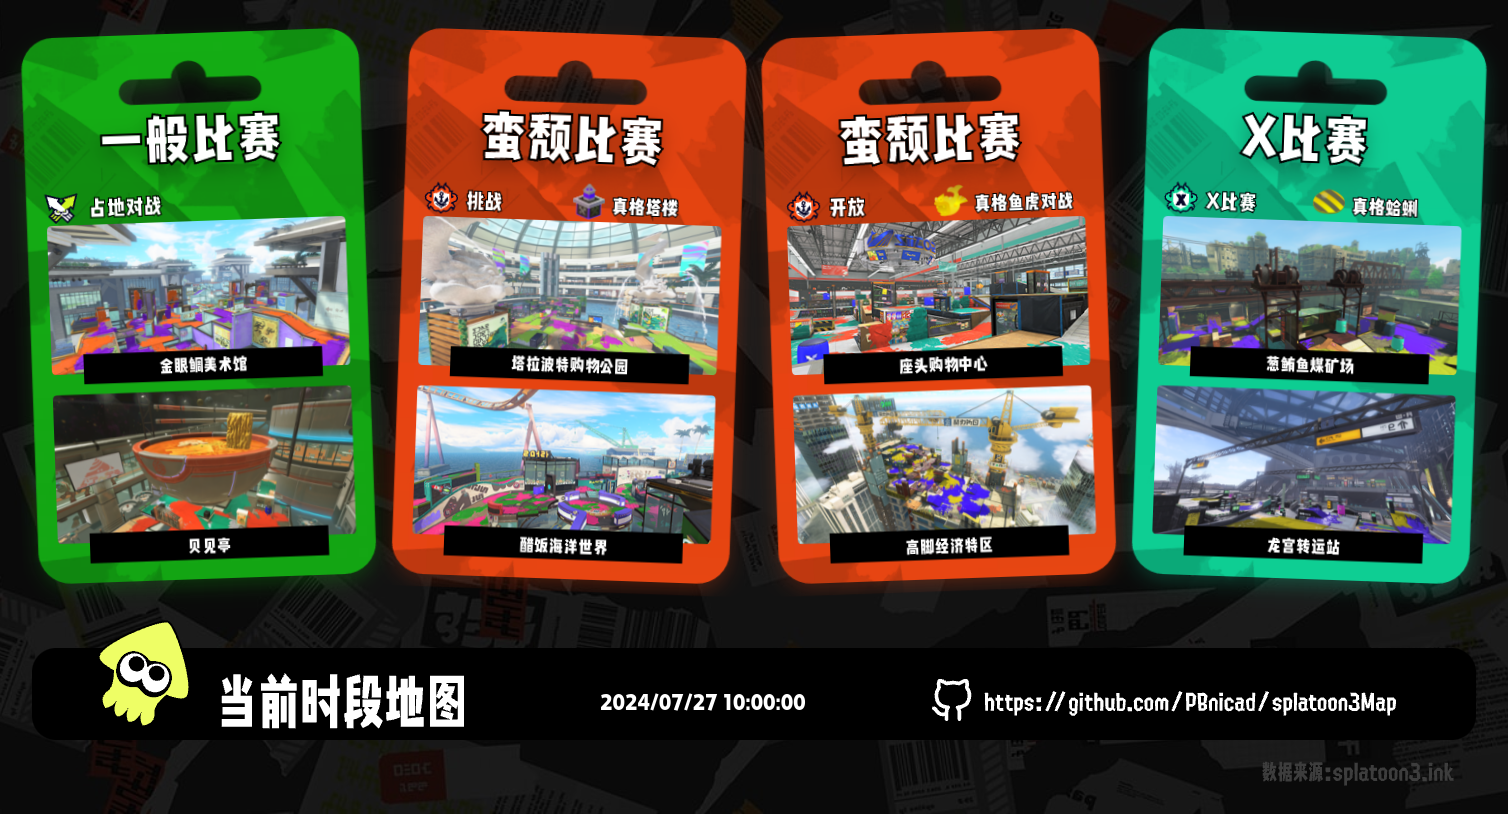 一般比赛
占地对战
金眼鲷美术馆
贝见亭
蛮颓比赛
挑战
真格塔楼
塔拉波特购物公园
醋饭海洋世界
蛮颓比赛
开放
真格鱼虎对战
座头购物中心
高脚经济特区
X比赛
X比赛
真格蛤蜊
葱鲔鱼煤矿场
龙宫转运站
当前时段地图
2024/07/27 10:00:00
https://github.com/PBnicad/splatoon3Map
数据来源:splatoon3.ink